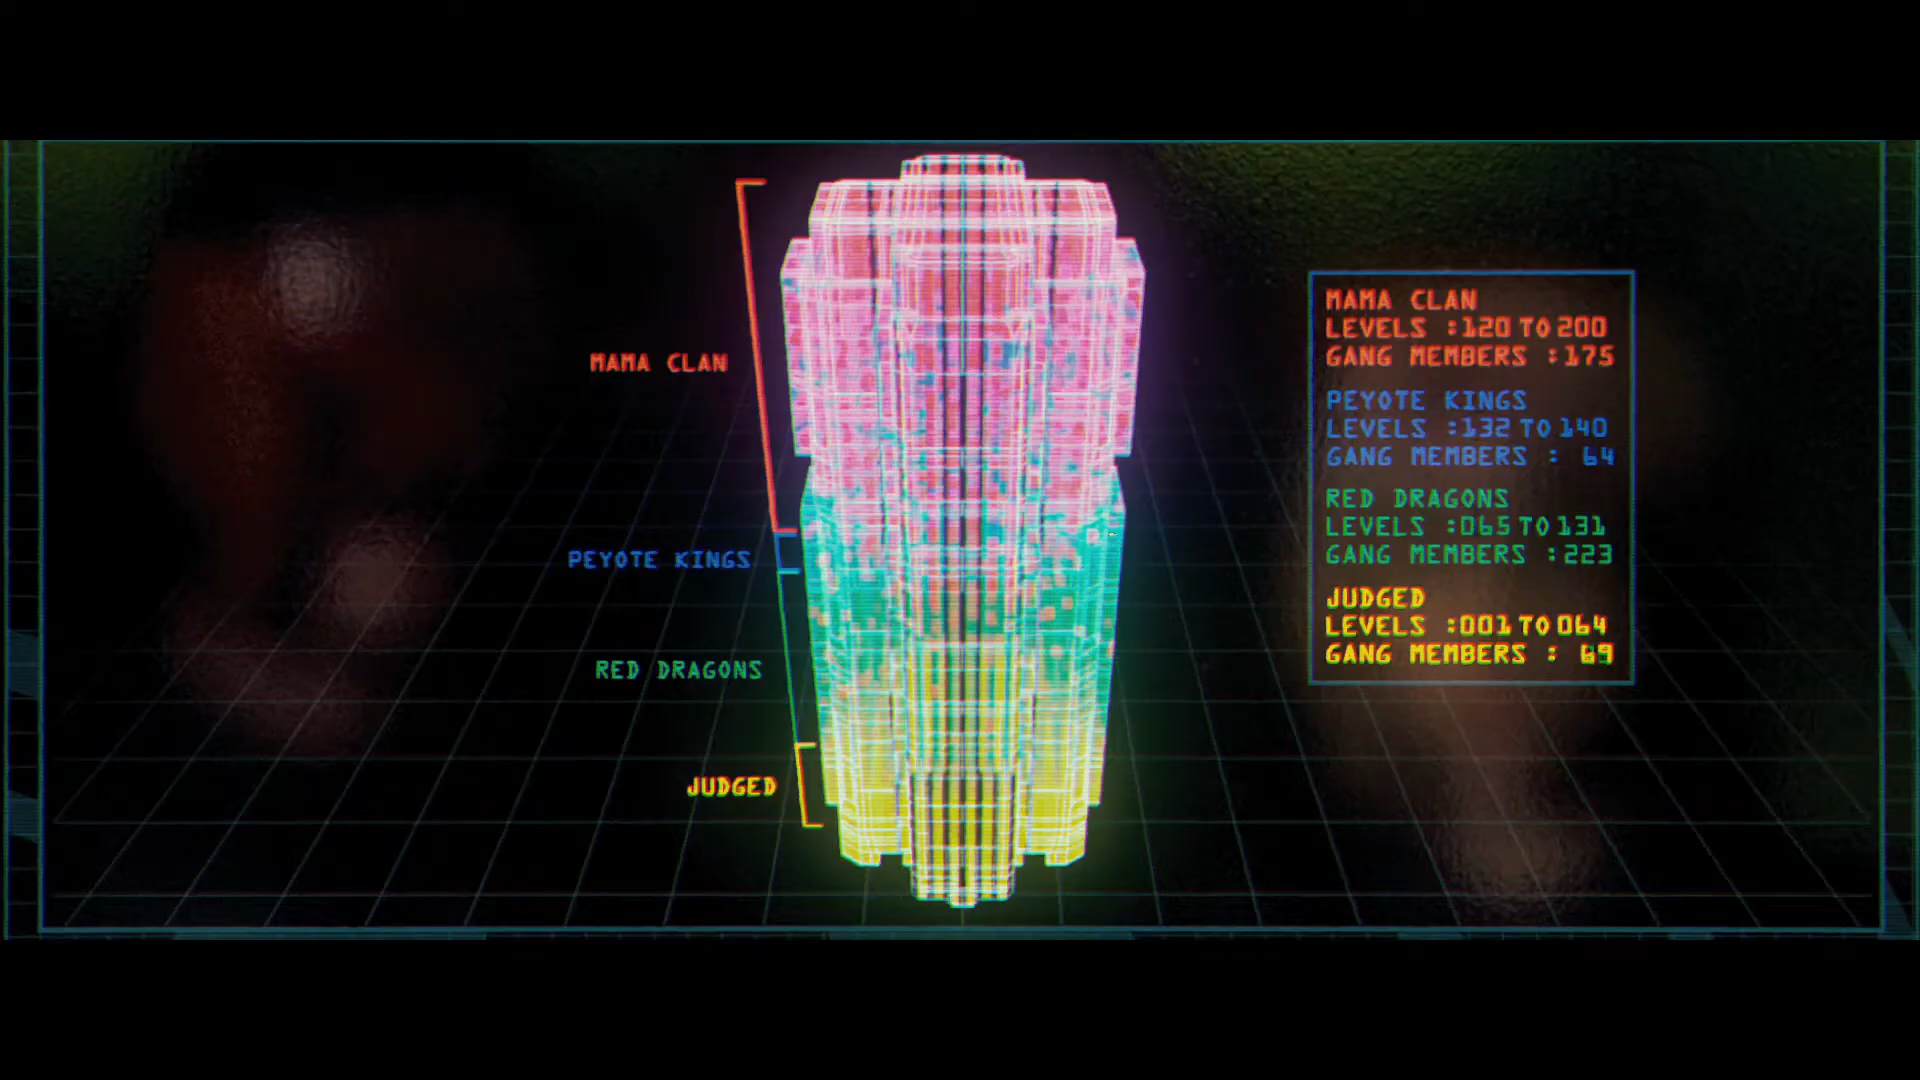 MAMA CLAN
PEYOTE KINGS
RED DRAGONS
JUDGED
MAMA CLAN
LEVELS :120 TO 200
GANG MEMBERS :175
PEYOTE KINGS
LEVELS :132 TO 140
GANG MEMBERS : 64
RED DRAGONS
LEVELS :065 TO 131
GANG MEMBERS :223
JUDGED
LEVELS :001 TO 064
GANG MEMBERS : 69